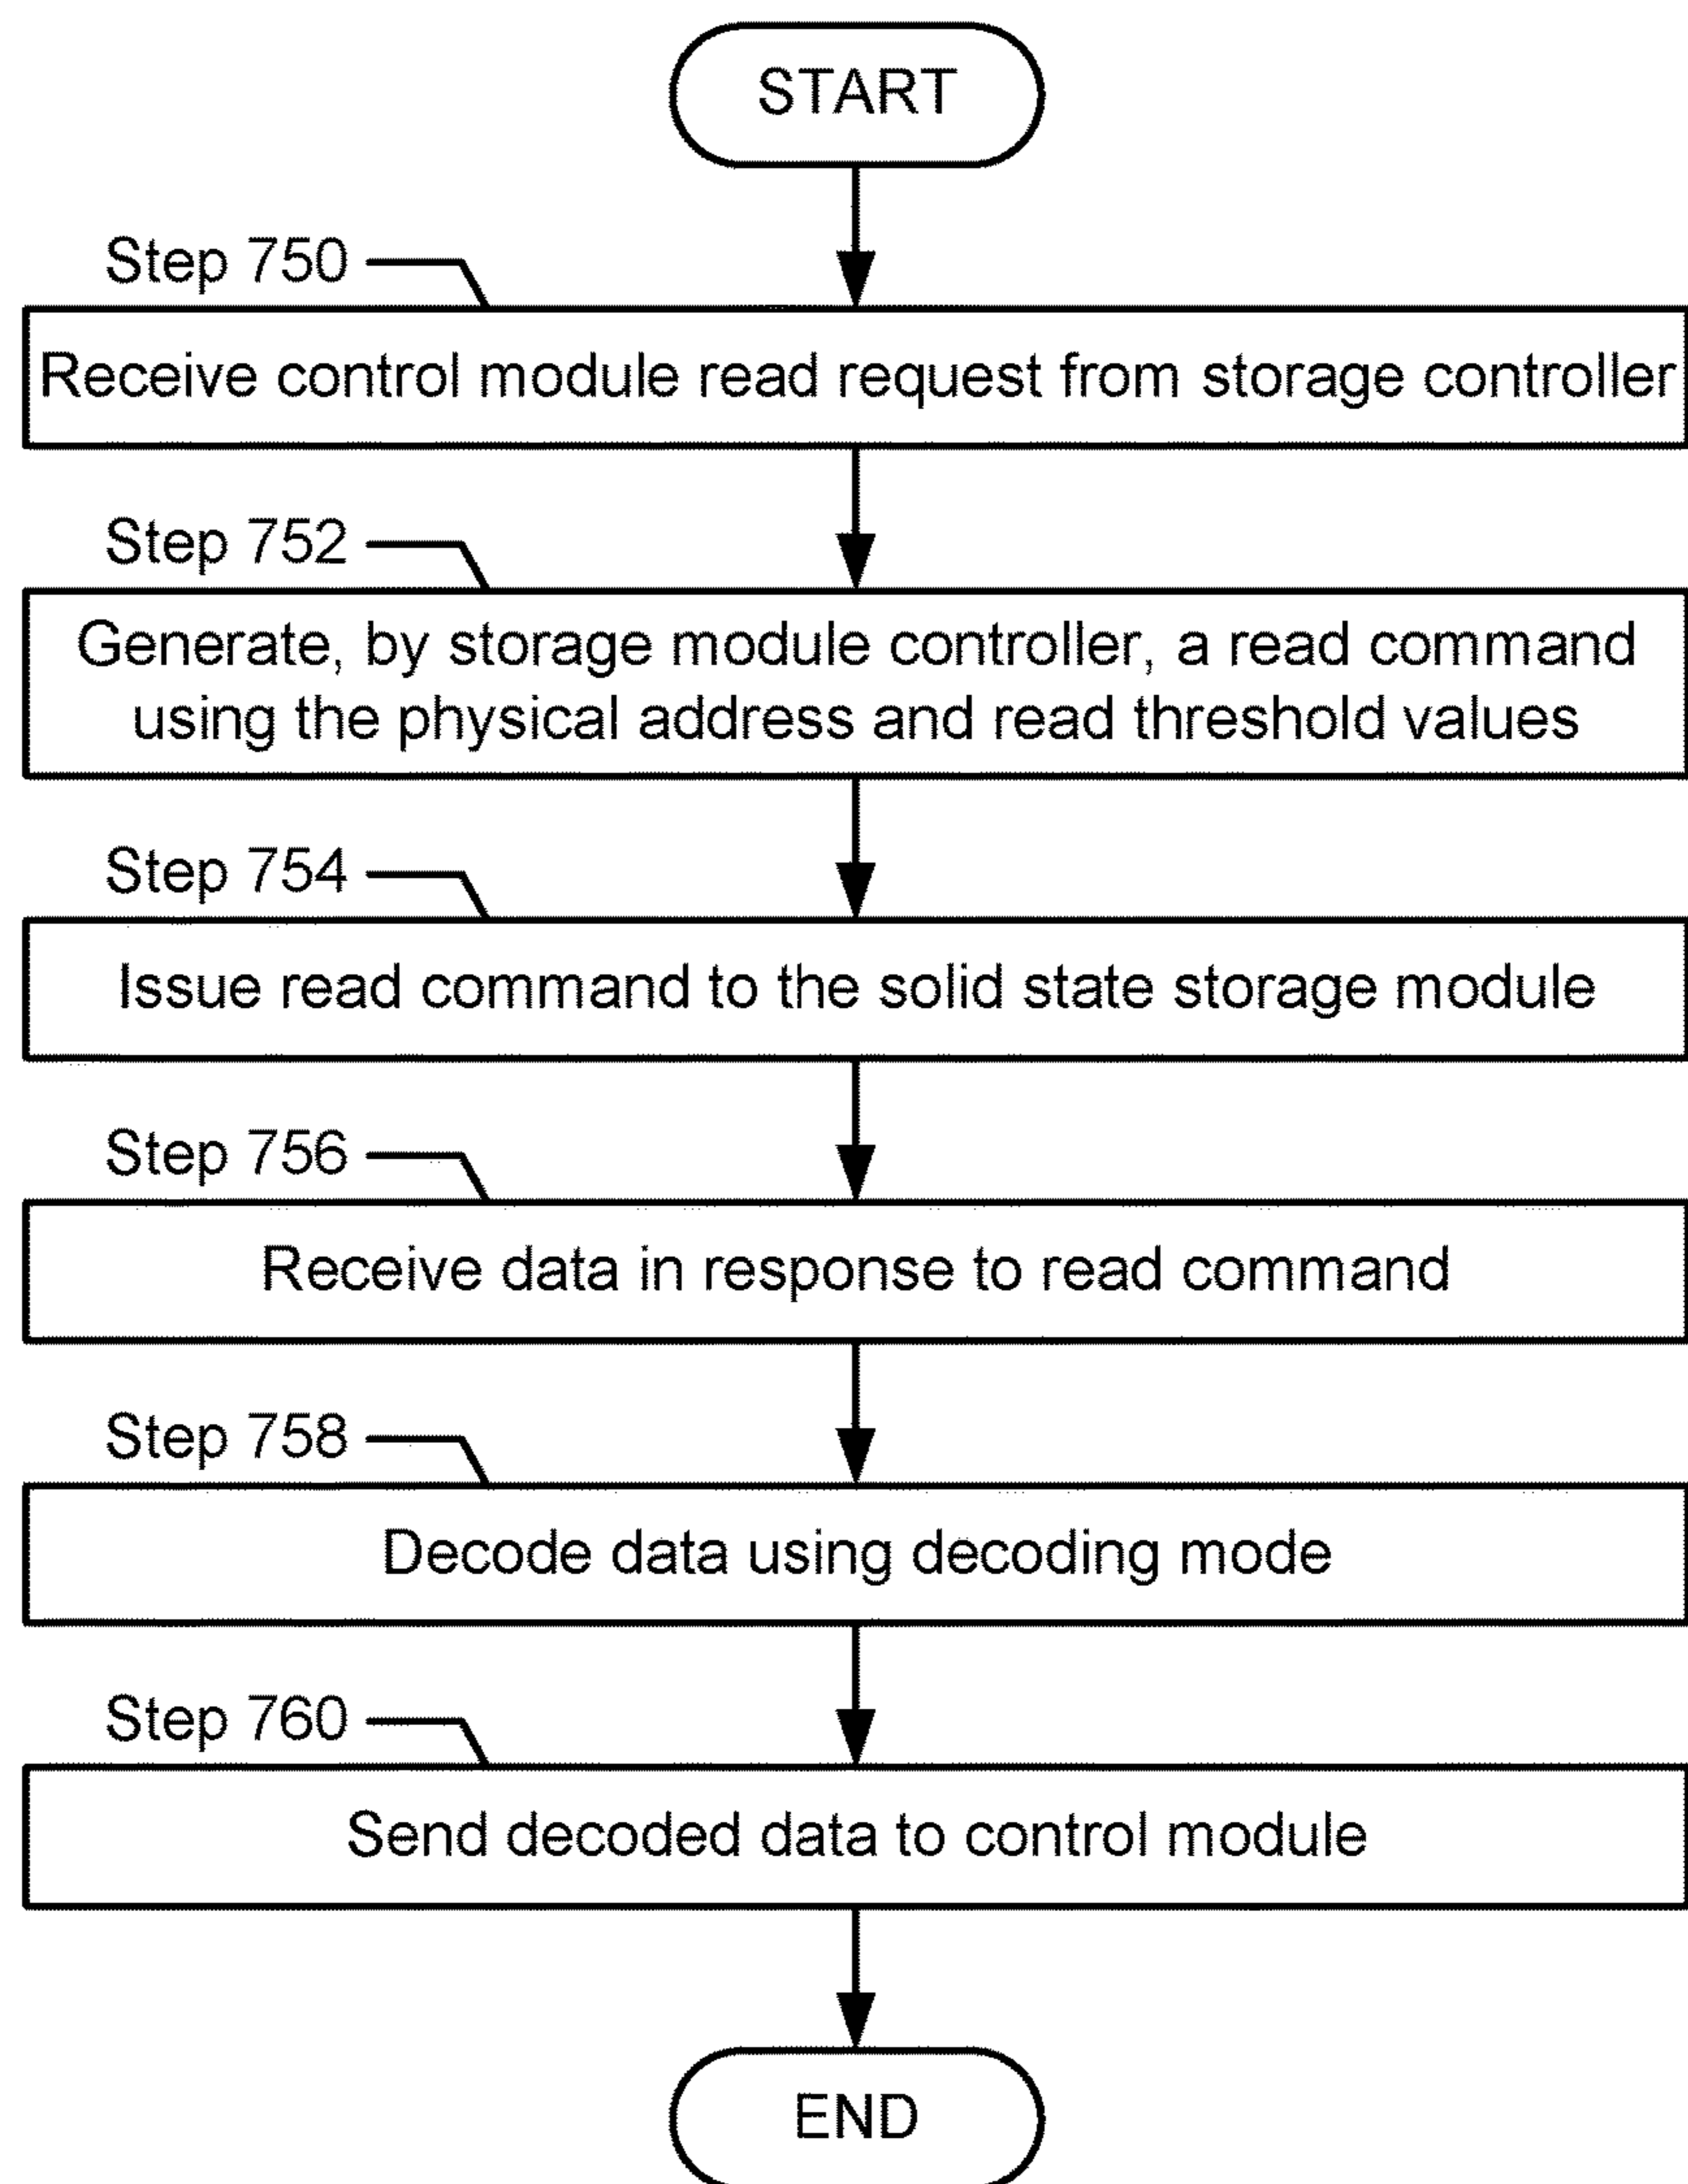 START
Step 750
Receive control module read request from storage controller
Step 752
Generate, by storage module controller, a read command
using the physical address and read threshold values
Step 754
Issue read command to the solid state storage module
Step 756
Receive data in response to read command
Step 758
Decode data using decoding mode
Step 760
Send decoded data to control module
END